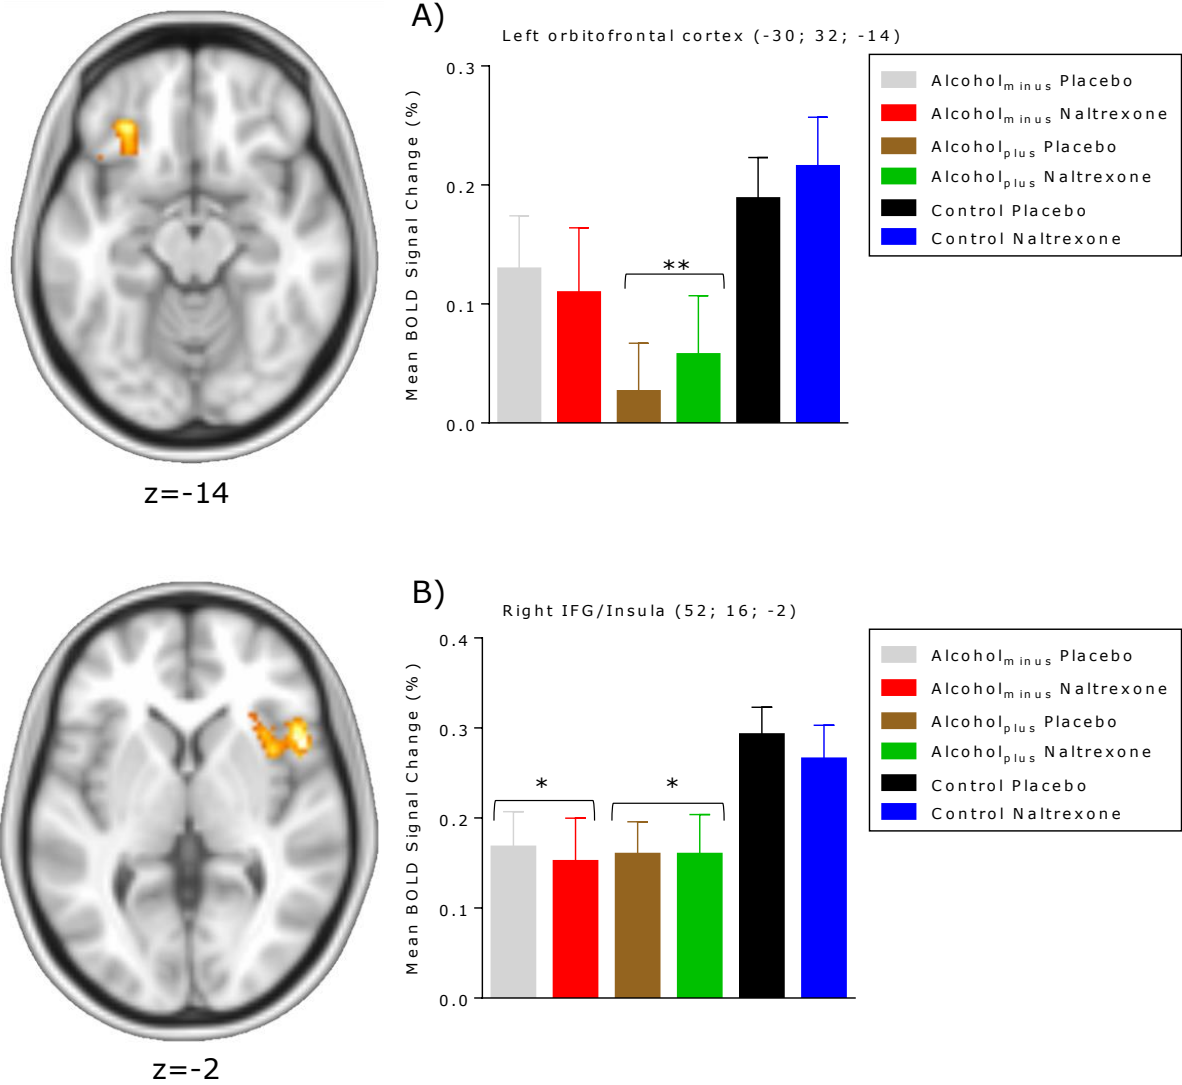 A)
Left orbitofrontal cortex (-30; 32; -14)
Mean BOLD Signal Change (%)
0.3
0.2
0.1
0.0
**
Alcoholminus Placebo
Alcoholminus Naltrexone
Alcoholplus Placebo
Alcoholplus Naltrexone
Control Placebo
Control Naltrexone
z=-14
B)
Right IFG/Insula (52; 16; -2)
Mean BOLD Signal Change (%)
0.4
0.3
0.2
0.1
0.0
*
*
Alcoholminus Placebo
Alcoholminus Naltrexone
Alcoholplus Placebo
Alcoholplus Naltrexone
Control Placebo
Control Naltrexone
z=-2